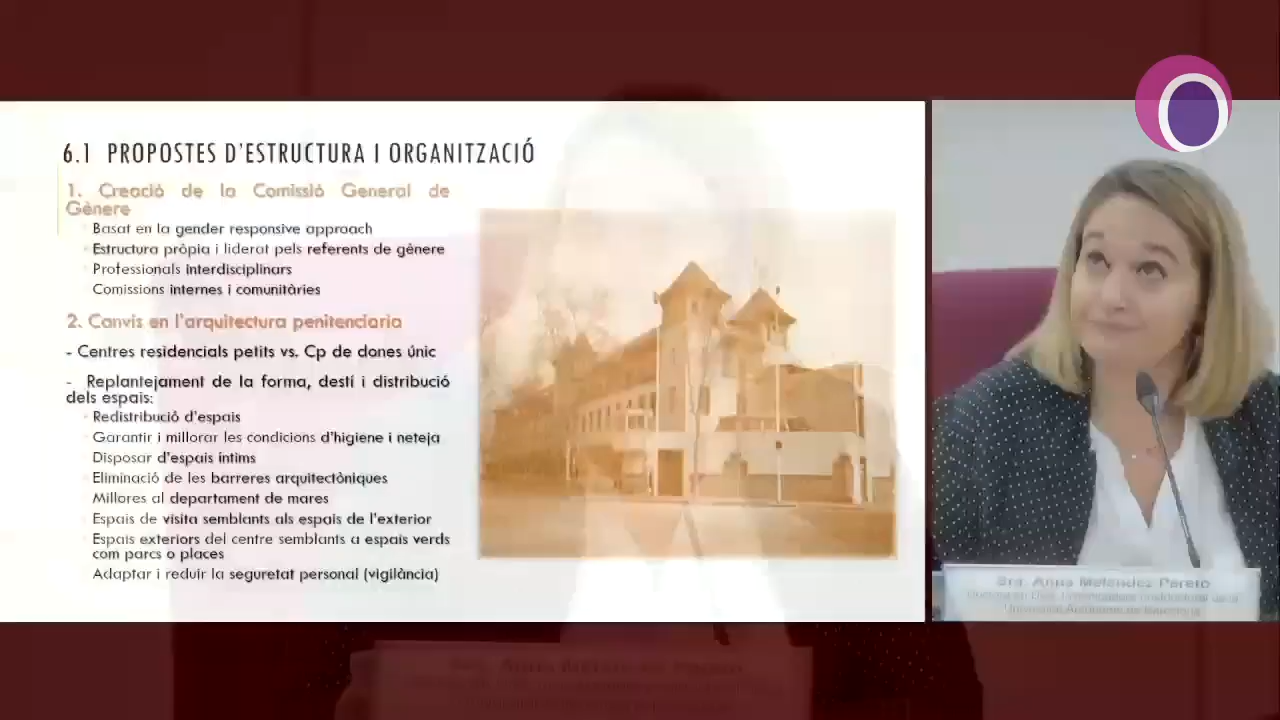 6.1 PROPOSTES D'ESTRUCTURA I ORGANITZACIÓ
1. Creació de la Comissió General de
Gènere
Basat en la gender responsive approach
Estructura pròpia i liderat pels referents de gènere
Professionals interdisciplinars
Comissions internes i comunitàries
2. Canvis en l'arquitectura penitenciaria
- Centres residencials petits vs. Cp de dones únic
- Replantejament de la forma, destí i distribució
dels espais:
Redistribució d'espais
Garantir i millorar les condicions d'higiene i neteja
Disposar d'espais íntims
Eliminació de les barreres arquitectòniques
Millores al departament de mares
Espais de visita semblants als espais de l'exterior
Espais exteriors del centre semblants a espais verds
com parcs o places
Adaptar i reduir la seguretat personal (vigilància)
Sra. Anna Meléndez Pereto
Universitat Autònoma de Barcelona